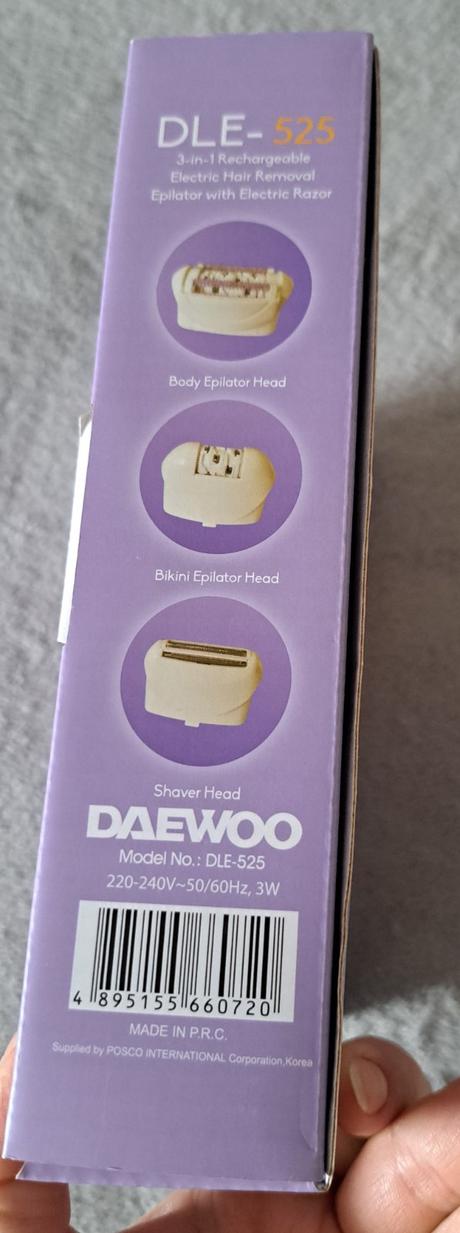 DLE- 525
3-in-1 Rechargeable
Electric Hair Removal
Epilator with Electric Razor
Body Epilator Head
Bikini Epilator Head
Shaver Head
DAEWOO
Model No.: DLE-525
220-240V~50/60Hz, 3W
4 895155 660720
MADE IN P.R.C.
Supplied by POSCO INTERNATIONAL Corporation,Korea